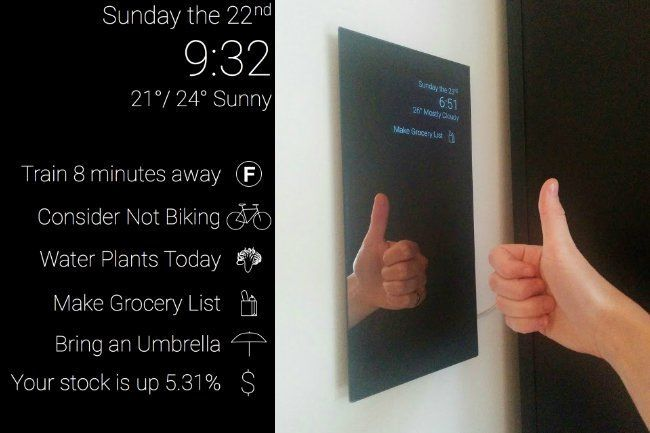 Sunday the 22nd
9:32
21°/ 24° Sunny
Train 8 minutes away F
Consider Not Biking
Water Plants Today
Make Grocery List
Bring an Umbrella
Your stock is up 5.31% $
Sunday the 23rd
6:51
26° Mostly Cloudy
Make Grocery List